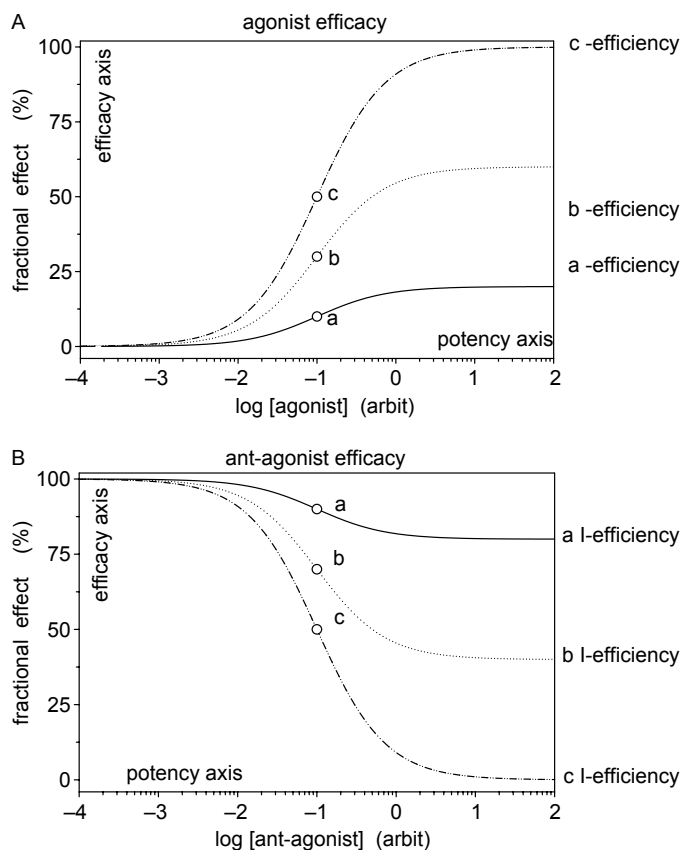 A
agonist efficacy
100
75
50
25
0
fractional effect (%)
efficacy axis
c
b
a
c -efficiency
b -efficiency
a -efficiency
potency axis
–4
–3
–2
–1
0
1
2
log [agonist] (arbit)
B
ant-agonist efficacy
100
75
50
25
0
fractional effect (%)
efficacy axis
a
b
c
a I-efficiency
b I-efficiency
c I-efficiency
potency axis
–4
–3
–2
–1
0
1
2
log [ant-agonist] (arbit)